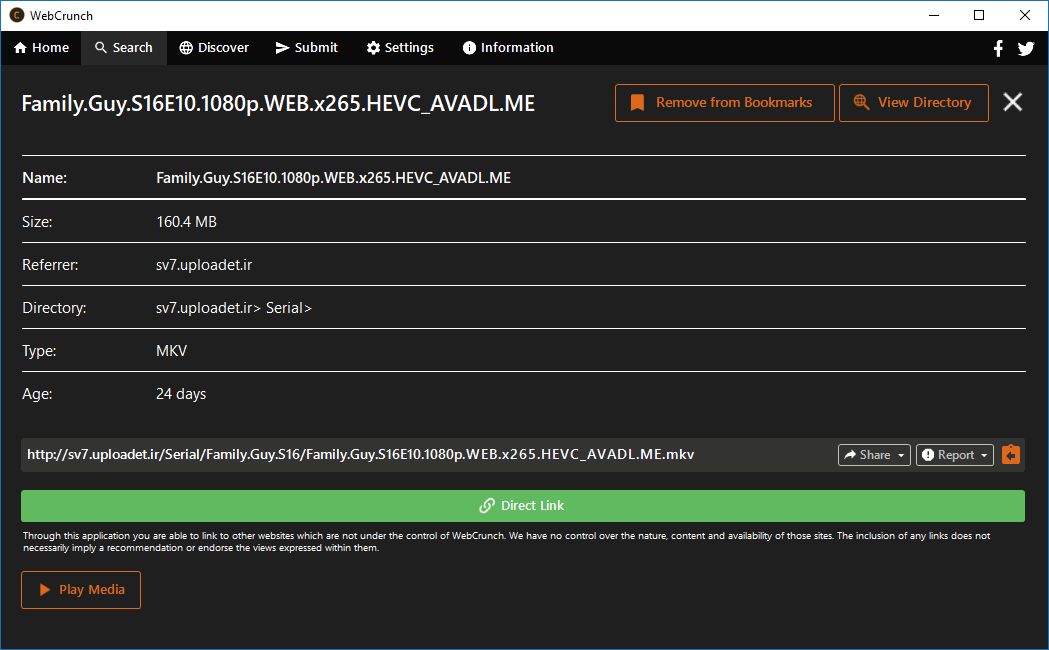 WebCrunch
Home Search Discover Submit Settings Information
Family.Guy.S16E10.1080p.WEB.x265.HEVC_AVADL.ME
Remove from Bookmarks
View Directory
Name: Family.Guy.S16E10.1080p.WEB.x265.HEVC_AVADL.ME
Size: 160.4 MB
Referrer: sv7.uploadet.ir
Directory: sv7.uploadet.ir> Serial>
Type: MKV
Age: 24 days
http://sv7.uploadet.ir/Serial/Family.Guy.S16/Family.Guy.S16E10.1080p.WEB.x265.HEVC_AVADL.ME.mkv
Share
Report
Direct Link
Through this application you are able to link to other websites which are not under the control of WebCrunch. We have no control over the nature, content and availability of those sites. The inclusion of any links does not
necessarily imply a recommendation or endorse the views expressed within them.
Play Media